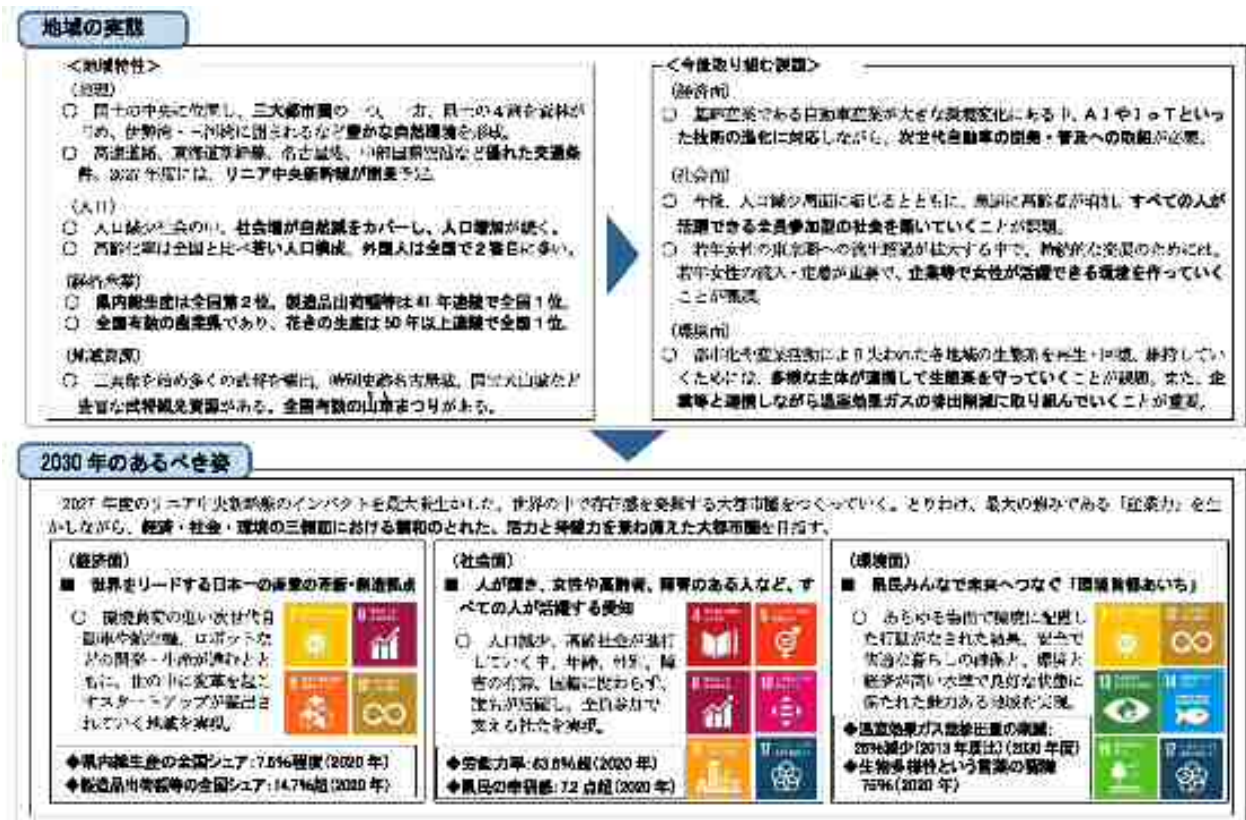 地域の実態
<地域特性>
(地理)
○ 国土の中央に位置し、三大都市圏の一つ。一方、県土の4割を森林が
占め、伊勢湾・三河湾に囲まれるなど豊かな自然環境を形成。
○ 高速道路、東海道新幹線、名古屋港、中部国際空港など優れた交通条
件。2027年度には、リニア中央新幹線が開業予定。
(人口)
○ 人口減少社会の中、社会増が自然減をカバーし、人口増加が続く。
○ 高齢化率は全国と比べ若い人口構成。外国人は全国で2番目に多い。
○ 県内総生産は全国第2位。製造品出荷額等は41年連続で全国1位。
○ 全国有数の農業県であり、花きの生産は50年以上連続で全国1位。
(地域資源)
○ 三英傑を始め多くの武将を輩出。特別史跡名古屋城、国宝犬山城など
豊富な武将観光資源がある。全国有数の山車まつりがある。
<今後取り組む課題>
(経済面)
○ 基幹産業である自動車産業が大きな環境変化にある中、AIやIoTといっ
た技術の進化に対応しながら、次世代自動車の開発・普及への取組が必要。
(社会面)
○ 今後、人口減少局面に転じるとともに、急速に高齢者が増加し すべての人が
活躍できる全員参加型の社会を築いていくことが課題。
○ 若年女性の東京圏への流出超過が拡大する中で、持続的な発展のためには、
若年女性の流入・定着が重要で、企業等で女性が活躍できる環境を作っていく
ことが重要
(環境面)
○ 都市化や産業活動により失われた各地域の生態系を再生・回復、維持してい
くためには、多様な主体が連携して生態系を守っていくことが課題。また、企
業等と連携しながら温室効果ガスの排出削減に取り組んでいくことが重要。
2030年のあるべき姿
2027年度のリニア中央新幹線のインパクトを最大限生かした、世界の中で存在感を発揮する大都市圏をつくっていく。とりわけ、最大の強みである「産業力」を生
かしながら、経済・社会・環境の三側面における調和のとれた、活力と持続力を兼ね備えた大都市圏を目指す。
(経済面)
■ 世界をリードする日本一の産業の革新・創造拠点
○ 環境負荷の低い次世代自
動車や航空機、ロボットな
どの開発・生産が進むとと
もに、世の中に変革を起こ
すスタートアップが輩出さ
れていく地域を実現。
◆県内総生産の全国シェア:7.6%程度(2020年)
◆製造品出荷額等の全国シェア:14.7%超(2020年)
(社会面)
■ 人が輝き、女性や高齢者、障害のある人など、す
べての人が活躍する愛知
○ 人口減少、高齢社会が進行
していく中、年齢、性別、障
害の有無、国籍に関わらず、
誰もが活躍し、全員参加で
支える社会を実現。
◆労働力率:63.8%超(2020年)
◆県民の幸福感:7.2点超(2020年)
(環境面)
■ 県民みんなで未来へつなぐ「環境首都あいち」
○ あらゆる場面で環境に配慮し
た行動がなされた結果、安全で
快適な暮らしの確保と、環境と
経済が高い水準で良好な状態に
保たれた魅力ある地域を実現。
◆温室効果ガス総排出量の削減:
26%減少(2013年度比)(2030年度)
◆生物多様性という言葉の認識
75%(2020年)